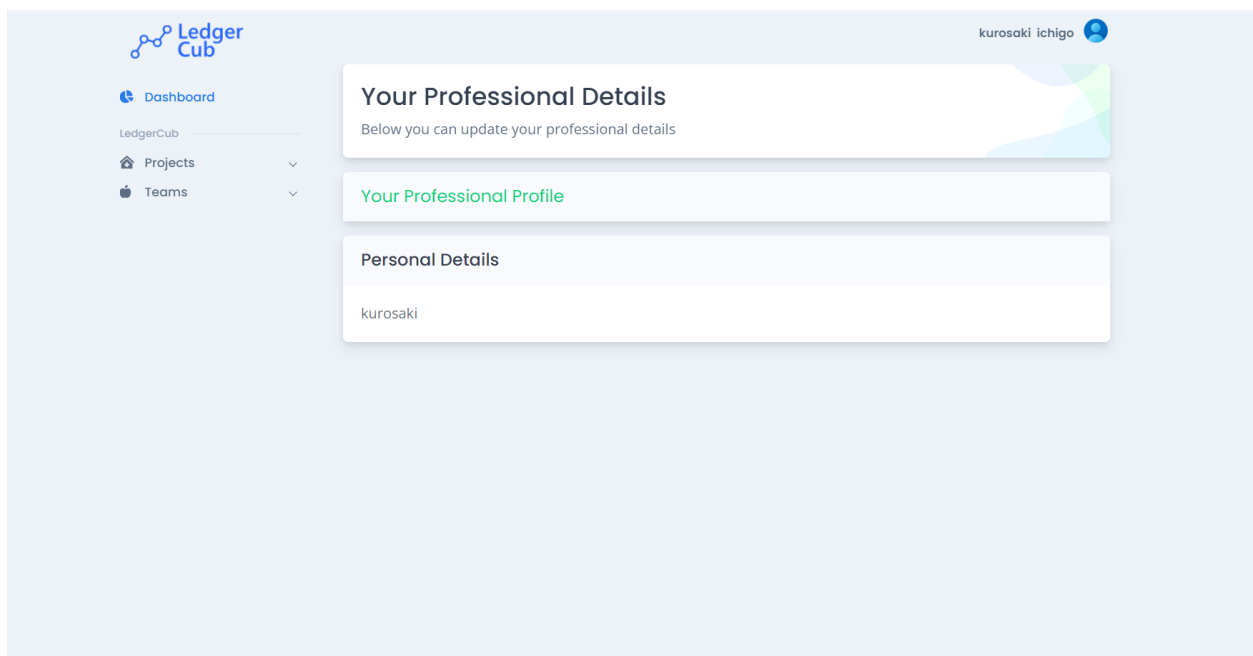 Ledger
Cub
kurosaki ichigo
Dashboard
LedgerCub
Projects
Teams
Your Professional Details
Below you can update your professional details
Your Professional Profile
Personal Details
kurosaki